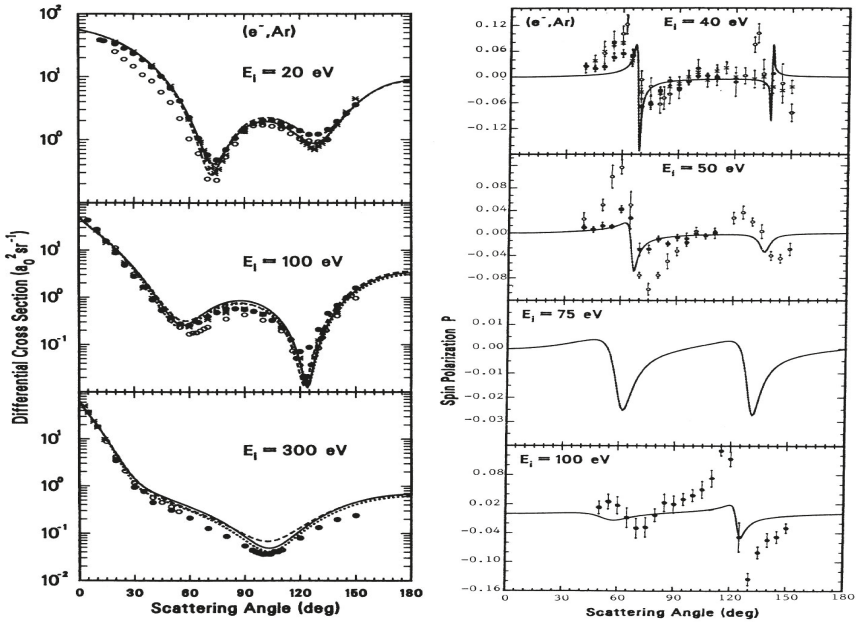 (e⁻,Ar)
Eᵢ = 20 eV
10²
10¹
10⁰
Eᵢ = 100 eV
10¹
10⁰
10⁻¹
Eᵢ = 300 eV
10¹
10⁰
10⁻¹
10⁻²
Differential Cross Section (a₀² sr⁻¹)
0 30 60 90 120 150 180
Scattering Angle (deg)
(e⁻,Ar)
Eᵢ = 40 eV
0.12
0.06
0.00
-0.06
-0.12
Eᵢ = 50 eV
0.08
0.04
0.00
-0.04
-0.08
Eᵢ = 75 eV
0.01
0.00
-0.01
-0.02
-0.03
Eᵢ = 100 eV
0.08
0.02
-0.04
-0.10
-0.16
Spin Polarization P
0 30 60 90 120 150 180
Scattering Angle (deg)